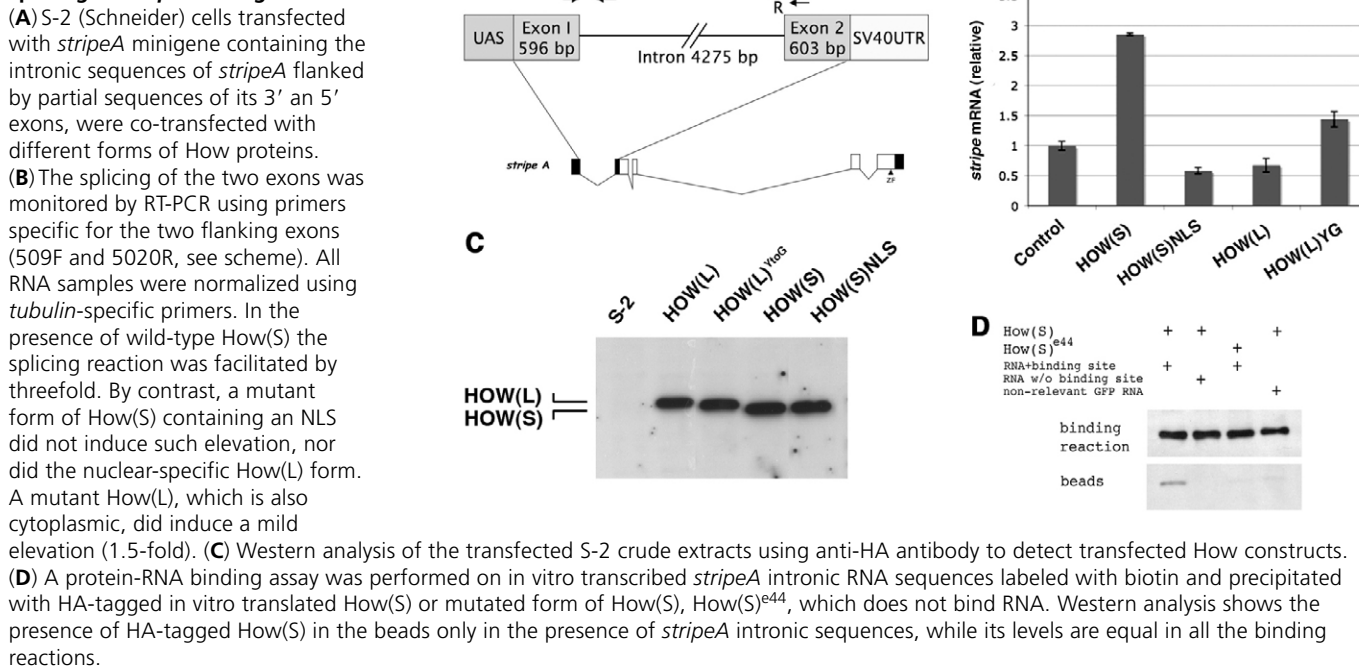 (A) S-2 (Schneider) cells transfected
with stripeA minigene containing the
intronic sequences of stripeA flanked
by partial sequences of its 3′ an 5′
exons, were co-transfected with
different forms of How proteins.
(B) The splicing of the two exons was
monitored by RT-PCR using primers
specific for the two flanking exons
(509F and 5020R, see scheme). All
RNA samples were normalized using
tubulin-specific primers. In the
presence of wild-type How(S) the
splicing reaction was facilitated by
threefold. By contrast, a mutant
form of How(S) containing an NLS
did not induce such elevation, nor
did the nuclear-specific How(L) form.
A mutant How(L), which is also
cytoplasmic, did induce a mild
elevation (1.5-fold). (C) Western analysis of the transfected S-2 crude extracts using anti-HA antibody to detect transfected How constructs.
(D) A protein-RNA binding assay was performed on in vitro transcribed stripeA intronic RNA sequences labeled with biotin and precipitated
with HA-tagged in vitro translated How(S) or mutated form of How(S), How(S)e44, which does not bind RNA. Western analysis shows the
presence of HA-tagged How(S) in the beads only in the presence of stripeA intronic sequences, while its levels are equal in all the binding
reactions.
R
UAS
Exon I
596 bp
Intron 4275 bp
Exon 2
603 bp
SV40UTR
stripe A
ZF
stripe mRNA (relative)
3
2.5
2
1.5
1
0.5
0
Control
HOW(S)
HOW(S)NLS
HOW(L)
HOW(L)YG
C
S-2
HOW(L)
HOW(L)YtoG
HOW(S)
HOW(S)NLS
HOW(L)
HOW(S)
D
How(S) + + +
How(S)e44 +
RNA+binding site + +
RNA w/o binding site +
non-relevant GFP RNA +
binding
reaction
beads